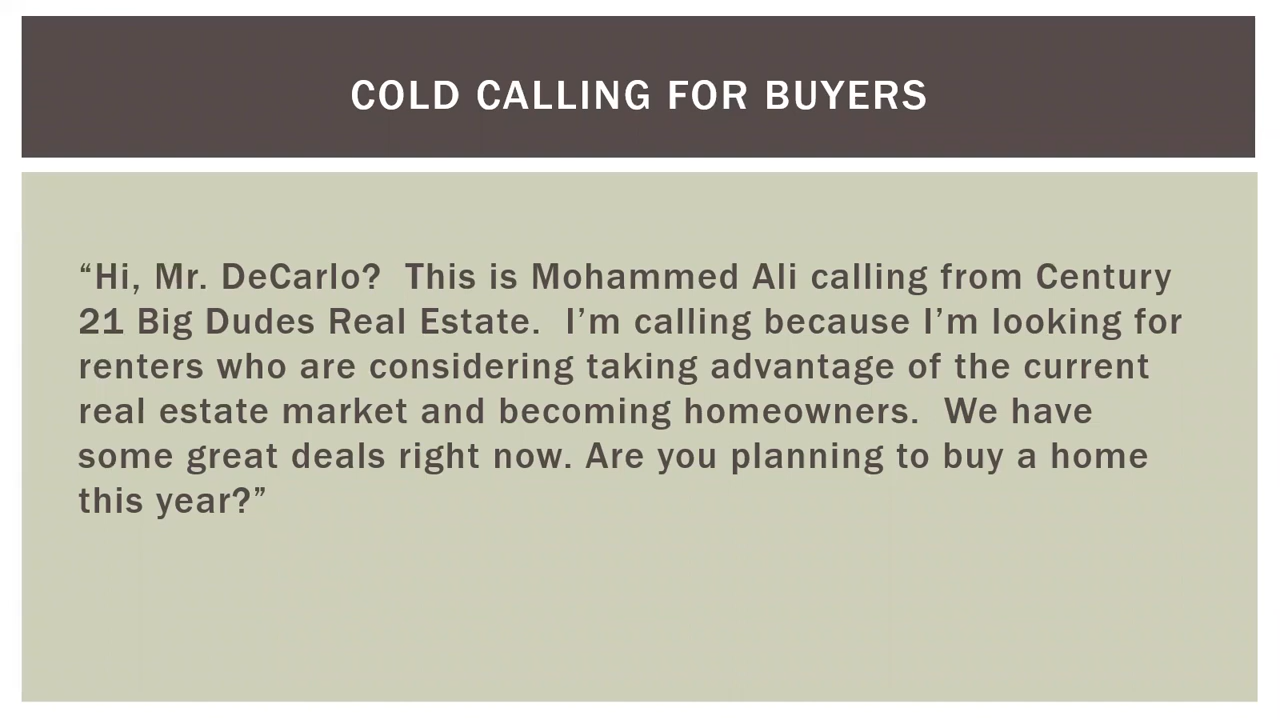 COLD CALLING FOR BUYERS
“Hi, Mr. DeCarlo?  This is Mohammed Ali calling from Century
21 Big Dudes Real Estate.  I’m calling because I’m looking for
renters who are considering taking advantage of the current
real estate market and becoming homeowners.  We have
some great deals right now. Are you planning to buy a home
this year?”